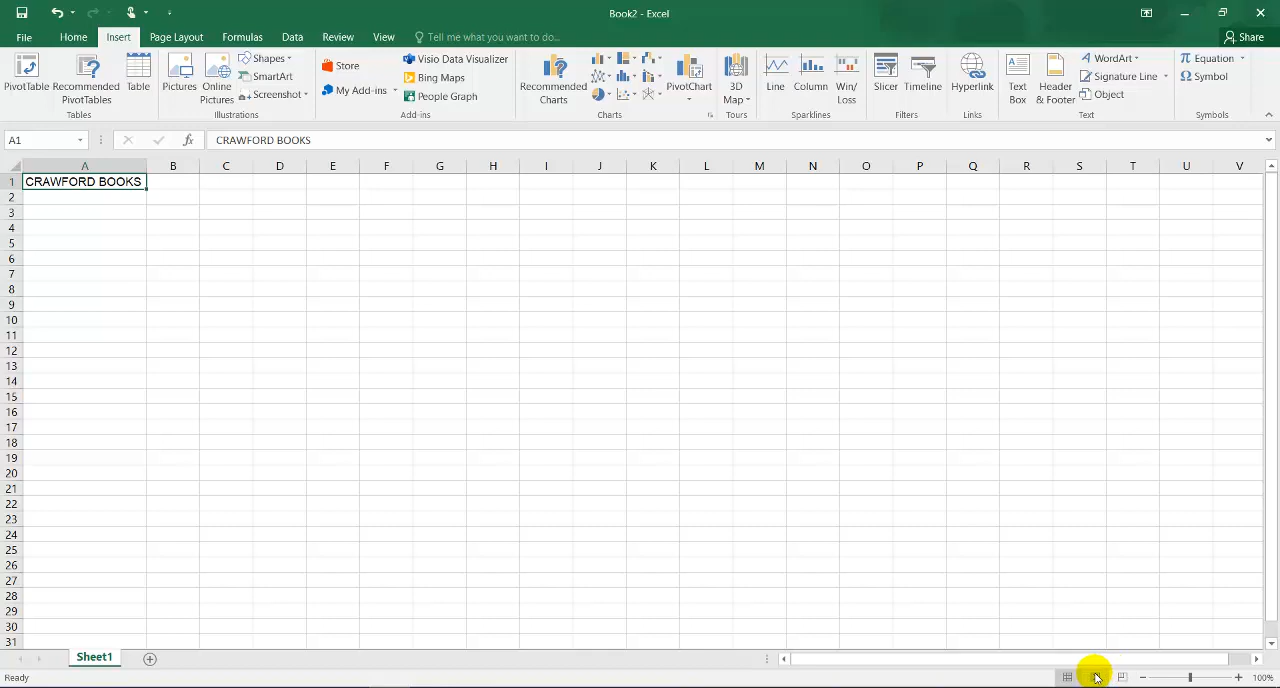 Book2 - Excel
File Home Insert Page Layout Formulas Data Review View Tell me what you want to do... Share
PivotTable Recommended PivotTables Table
Tables
Pictures Online Pictures Shapes SmartArt Screenshot
Illustrations
Store My Add-ins Visio Data Visualizer Bing Maps People Graph
Add-ins
Recommended Charts PivotChart
Charts
3D Map
Tours
Line Column Win/Loss
Sparklines
Slicer Timeline
Filters
Hyperlink
Links
Text Box Header & Footer WordArt Signature Line Object
Text
Equation Symbol
Symbols
A1 fx CRAWFORD BOOKS
A B C D E F G H I J K L M N O P Q R S T U V
1 CRAWFORD BOOKS
2
3
4
5
6
7
8
9
10
11
12
13
14
15
16
17
18
19
20
21
22
23
24
25
26
27
28
29
30
31
Sheet1
Ready 100%